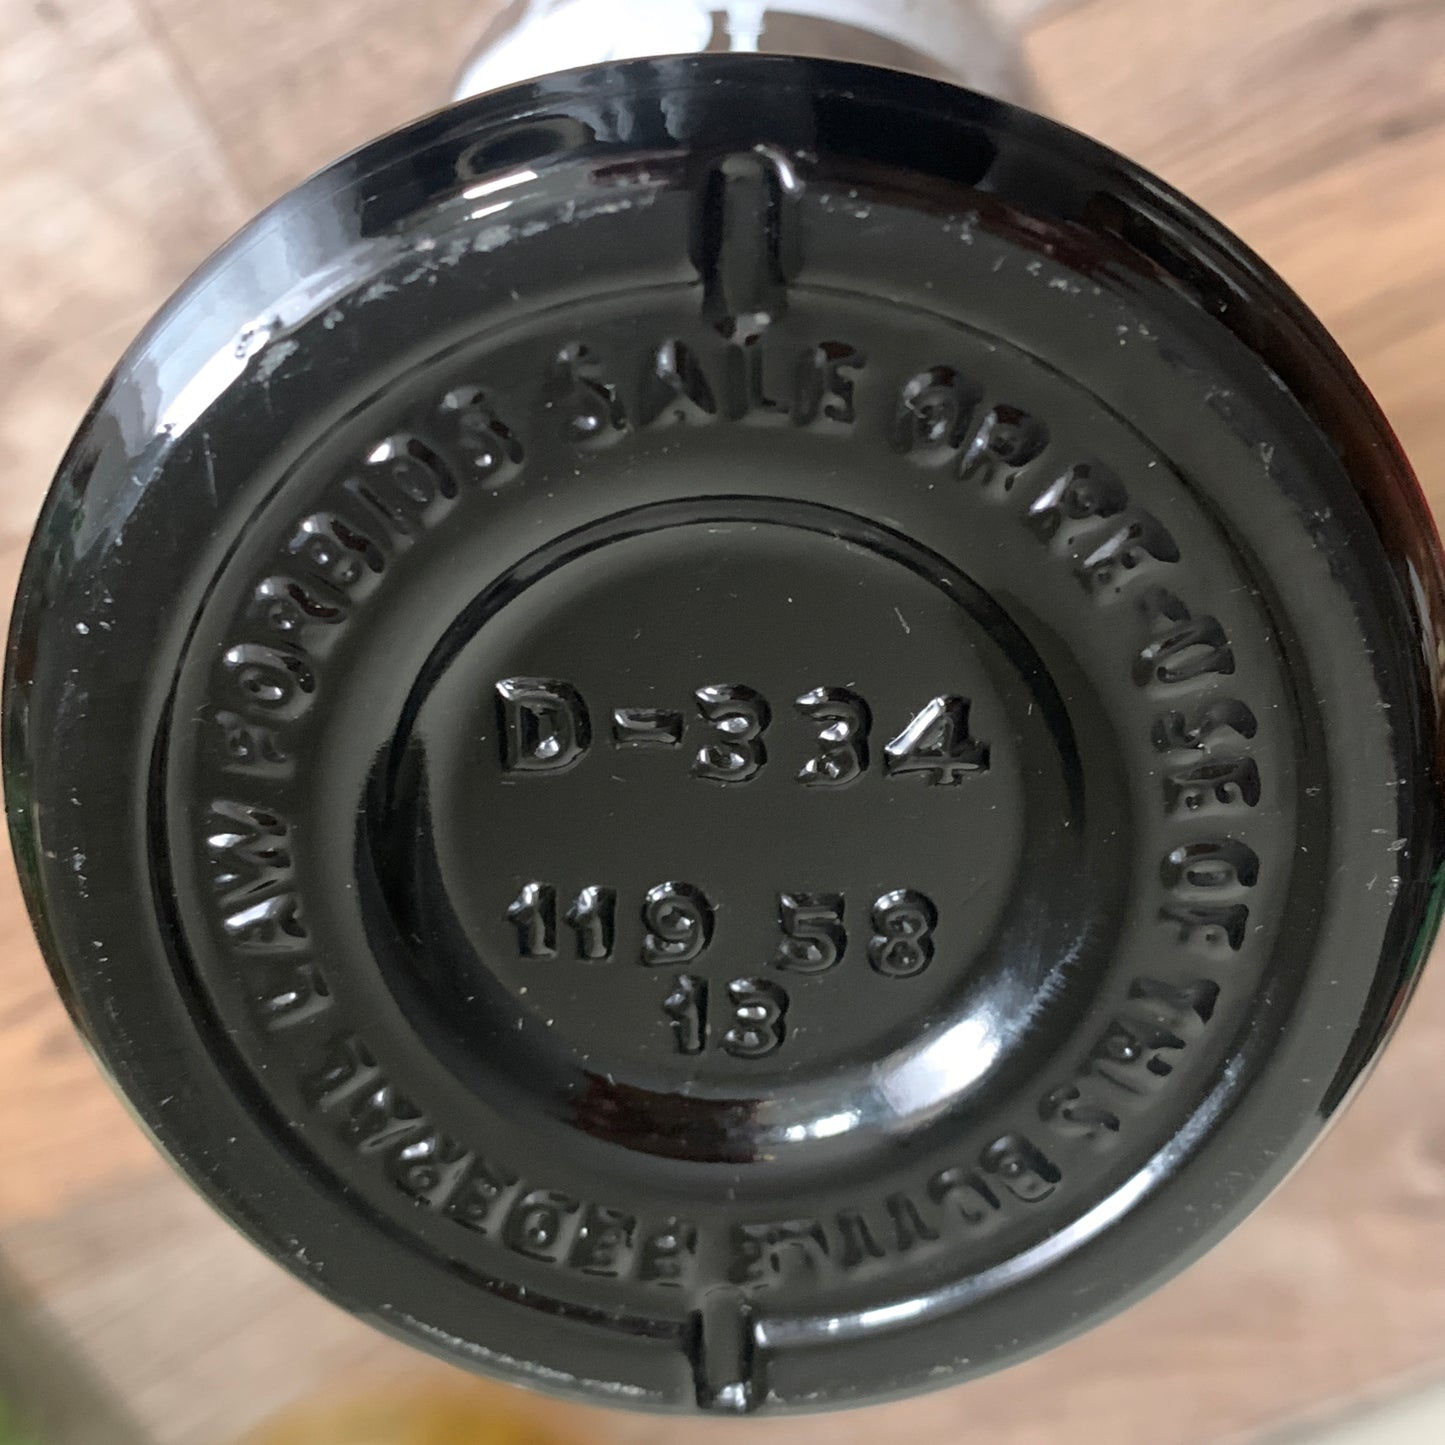 FEDERAL LAW FORBIDS SALE OR RE-USE OF THIS BOTTLE
D-334
119 58
13